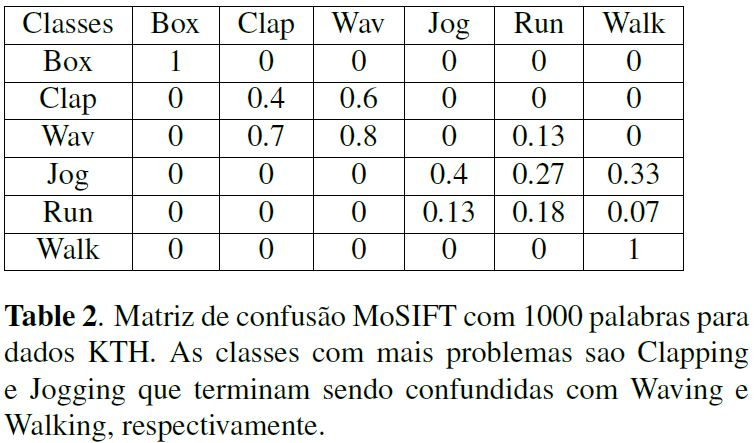 Classes Box Clap Wav Jog Run Walk
Box 1 0 0 0 0 0
Clap 0 0.4 0.6 0 0 0
Wav 0 0.7 0.8 0 0.13 0
Jog 0 0 0 0.4 0.27 0.33
Run 0 0 0 0.13 0.18 0.07
Walk 0 0 0 0 0 1
Table 2. Matriz de confusão MoSIFT com 1000 palabras para
dados KTH. As classes com mais problemas sao Clapping
e Jogging que terminam sendo confundidas com Waving e
Walking, respectivamente.